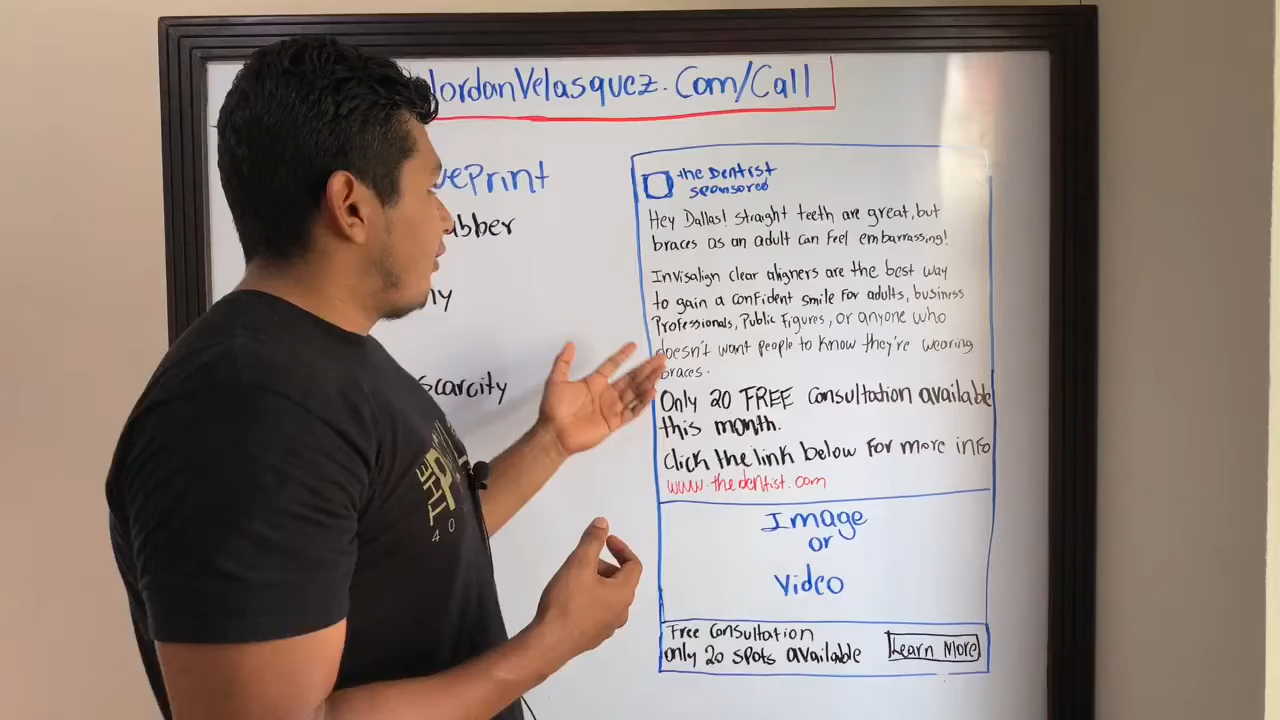 JordanVelasquez.Com/Call
the Dentist
sponsored
Hey Dallas! straight teeth are great, but
braces as an adult can feel embarrassing!
Invisalign clear aligners are the best way
to gain a confident smile for adults, business
Professionals, Public Figures, or anyone who
doesn't want people to know they're wearing
braces.
Only 20 FREE consultation available
this month.
Click the link below for more info
www.thedentist.com
Image
or
Video
Free Consultation
only 20 spots available
Learn More
Scarcity
THE
40